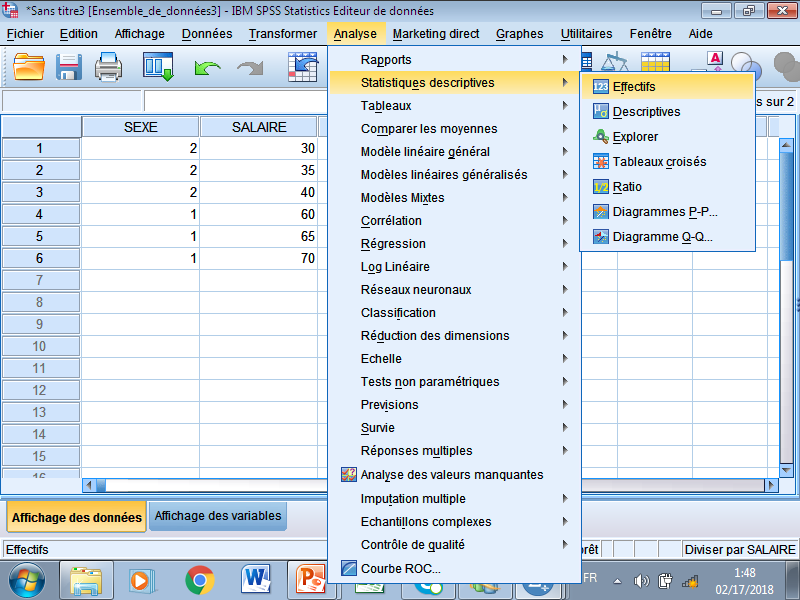 *Sans titre3 [Ensemble_de_données3] - IBM SPSS Statistics Editeur de données
Fichier Edition Affichage Données Transformer Analyse Marketing direct Graphes Utilitaires Fenêtre Aide
Rapports
Statistiques descriptives
Tableaux
Comparer les moyennes
Modèle linéaire général
Modèles linéaires généralisés
Modèles Mixtes
Corrélation
Régression
Log Linéaire
Réseaux neuronaux
Classification
Réduction des dimensions
Echelle
Tests non paramétriques
Previsions
Survie
Réponses multiples
Analyse des valeurs manquantes
Imputation multiple
Echantillons complexes
Contrôle de qualité
Courbe ROC...
Effectifs
Descriptives
Explorer
Tableaux croisés
Ratio
Diagrammes P-P...
Diagramme Q-Q...
s sur 2
SEXE SALAIRE
1 2 30
2 2 35
3 2 40
4 1 60
5 1 65
6 1 70
7
8
9
10
11
12
13
14
15
16
Affichage des données Affichage des variables
Effectifs prêt Diviser par SALAIRE
FR 1:48
02/17/2018